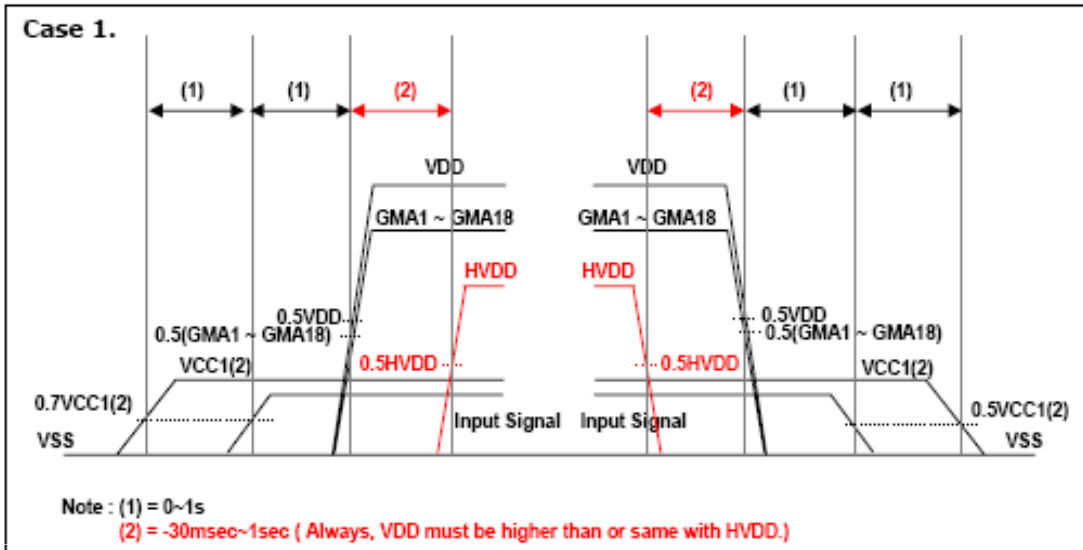 Case 1.
(1) (1) (2) (2) (1) (1)
VDD VDD
GMA1 ~ GMA18 GMA1 ~ GMA18
HVDD HVDD
0.5VDD 0.5VDD
0.5(GMA1 ~ GMA18) 0.5(GMA1 ~ GMA18)
VCC1(2) 0.5HVDD 0.5HVDD VCC1(2)
0.7VCC1(2) Input Signal Input Signal 0.5VCC1(2)
VSS VSS
Note : (1) = 0~1s
(2) = -30msec~1sec ( Always, VDD must be higher than or same with HVDD.)